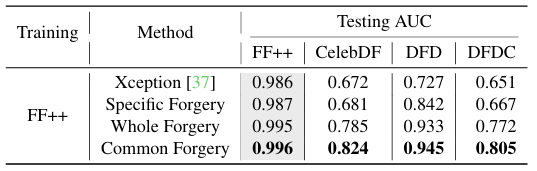 Training Method Testing AUC
FF++ CelebDF DFD DFDC
Xception [37] 0.986 0.672 0.727 0.651
Specific Forgery 0.987 0.681 0.842 0.667
FF++
Whole Forgery 0.995 0.785 0.933 0.772
Common Forgery 0.996 0.824 0.945 0.805